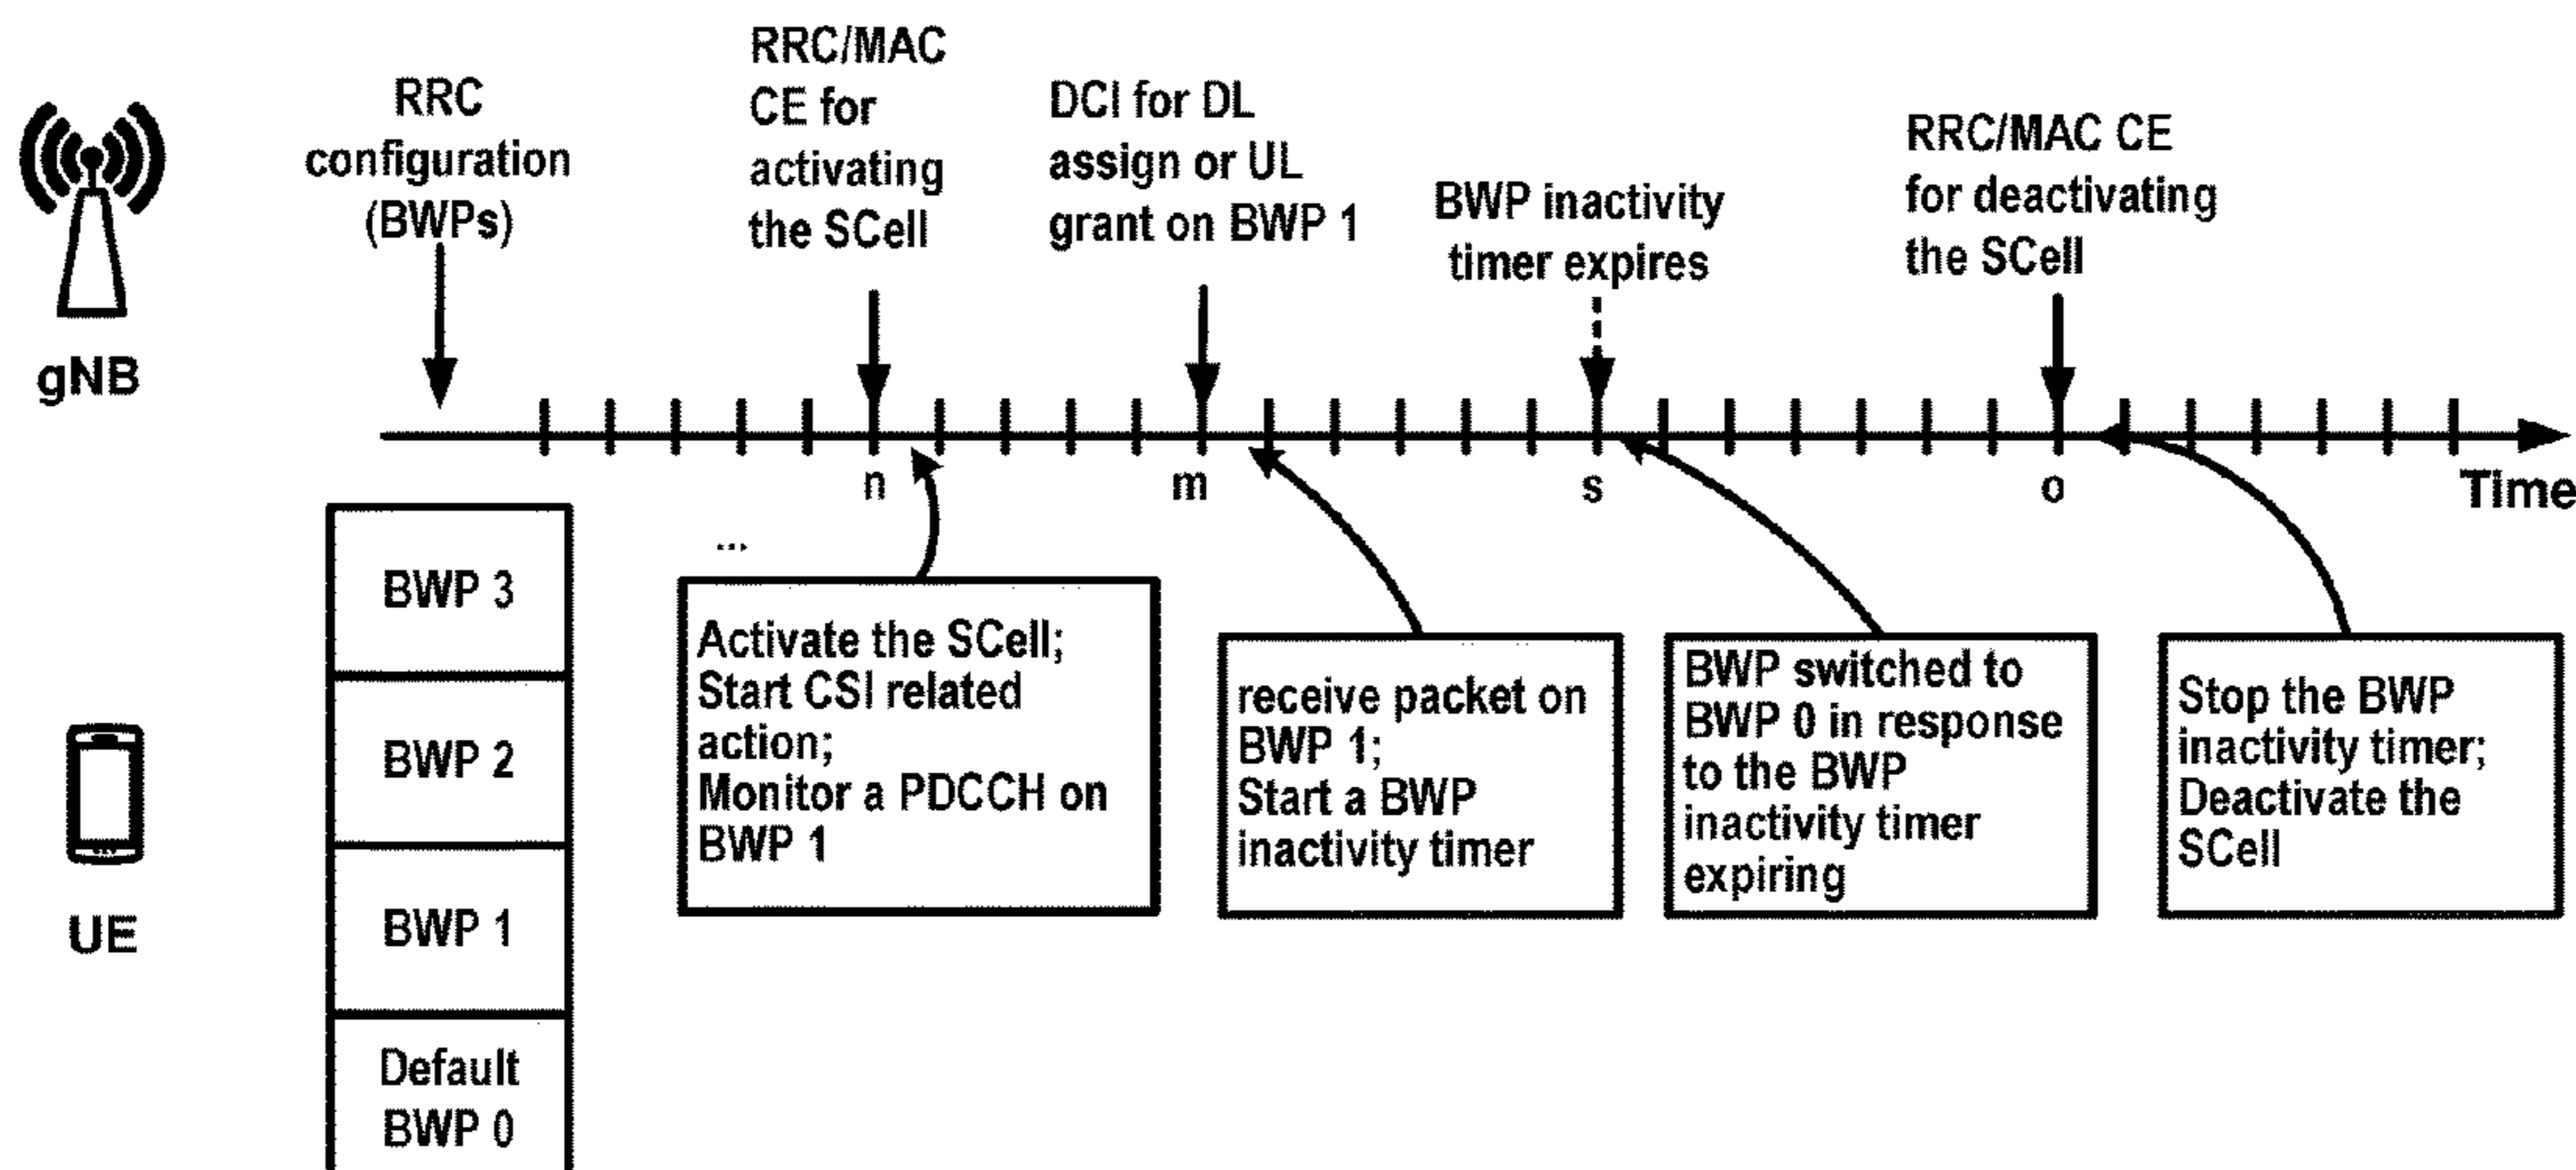 RRC
configuration
(BWPs)
RRC/MAC
CE for
activating
the SCell
DCI for DL
assign or UL
grant on BWP 1
BWP inactivity
timer expires
RRC/MAC CE
for deactivating
the SCell
gNB
n
m
s
o
Time
...
BWP 3
BWP 2
BWP 1
Default
BWP 0
UE
Activate the SCell;
Start CSI related
action;
Monitor a PDCCH on
BWP 1
receive packet on
BWP 1;
Start a BWP
inactivity timer
BWP switched to
BWP 0 in response
to the BWP
inactivity timer
expiring
Stop the BWP
inactivity timer;
Deactivate the
SCell